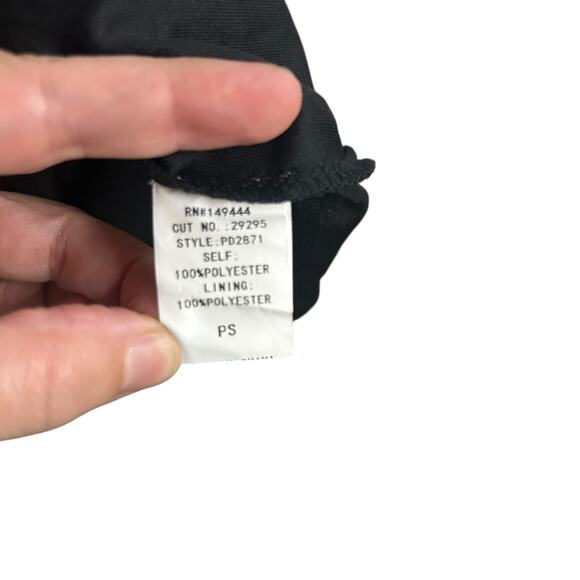 RN#149444
CUT NO.:29295
STYLE:PD2871
SELF:
100%POLYESTER
LINING:
100%POLYESTER
PS